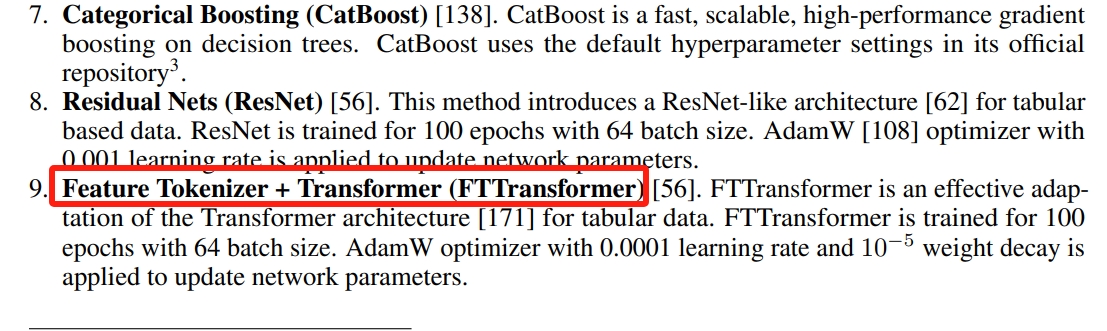 7. Categorical Boosting (CatBoost) [138]. CatBoost is a fast, scalable, high-performance gradient
boosting on decision trees. CatBoost uses the default hyperparameter settings in its official
repository³.
8. Residual Nets (ResNet) [56]. This method introduces a ResNet-like architecture [62] for tabular
based data. ResNet is trained for 100 epochs with 64 batch size. AdamW [108] optimizer with
0.001 learning rate is applied to update network parameters.
9. Feature Tokenizer + Transformer (FTTransformer) [56]. FTTransformer is an effective adap-
tation of the Transformer architecture [171] for tabular data. FTTransformer is trained for 100
epochs with 64 batch size. AdamW optimizer with 0.0001 learning rate and 10⁻⁵ weight decay is
applied to update network parameters.